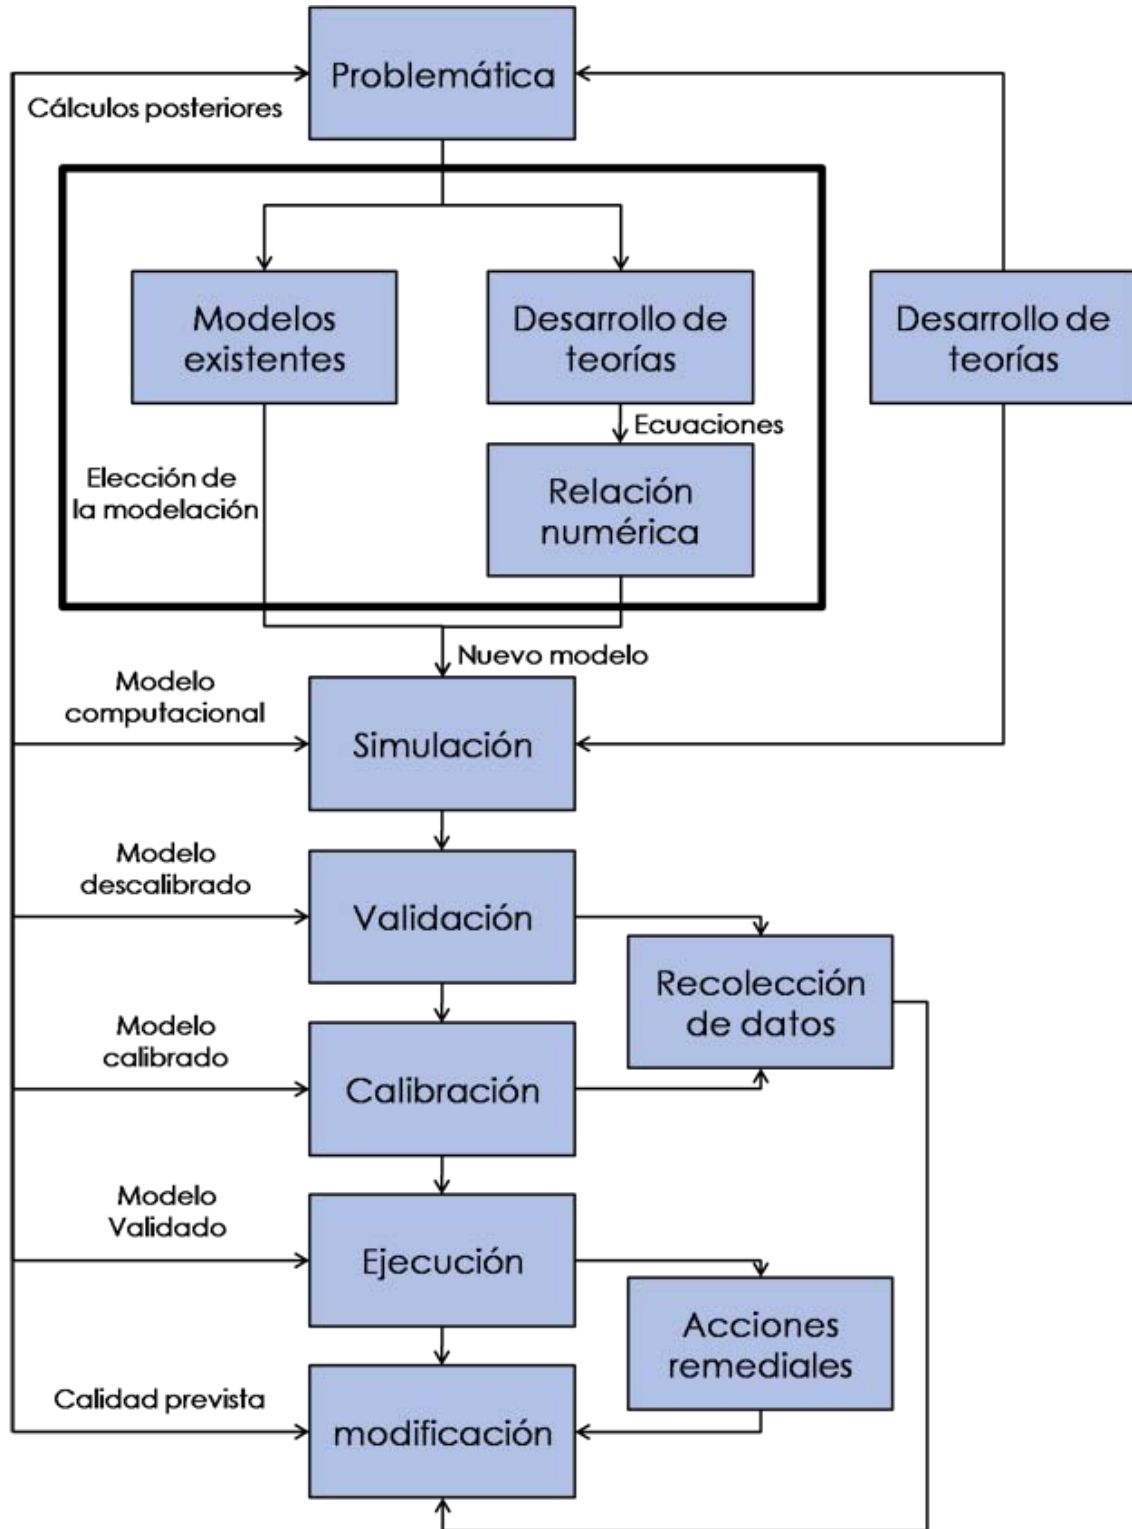 Problemática
Cálculos posteriores
Modelos
existentes
Desarrollo de
teorías
Desarrollo de
teorías
Ecuaciones
Elección de
la modelación
Relación
numérica
Nuevo modelo
Modelo
computacional
Simulación
Modelo
descalibrado
Validación
Recolección
de datos
Modelo
calibrado
Calibración
Modelo
Validado
Ejecución
Acciones
remediales
Calidad prevista
modificación